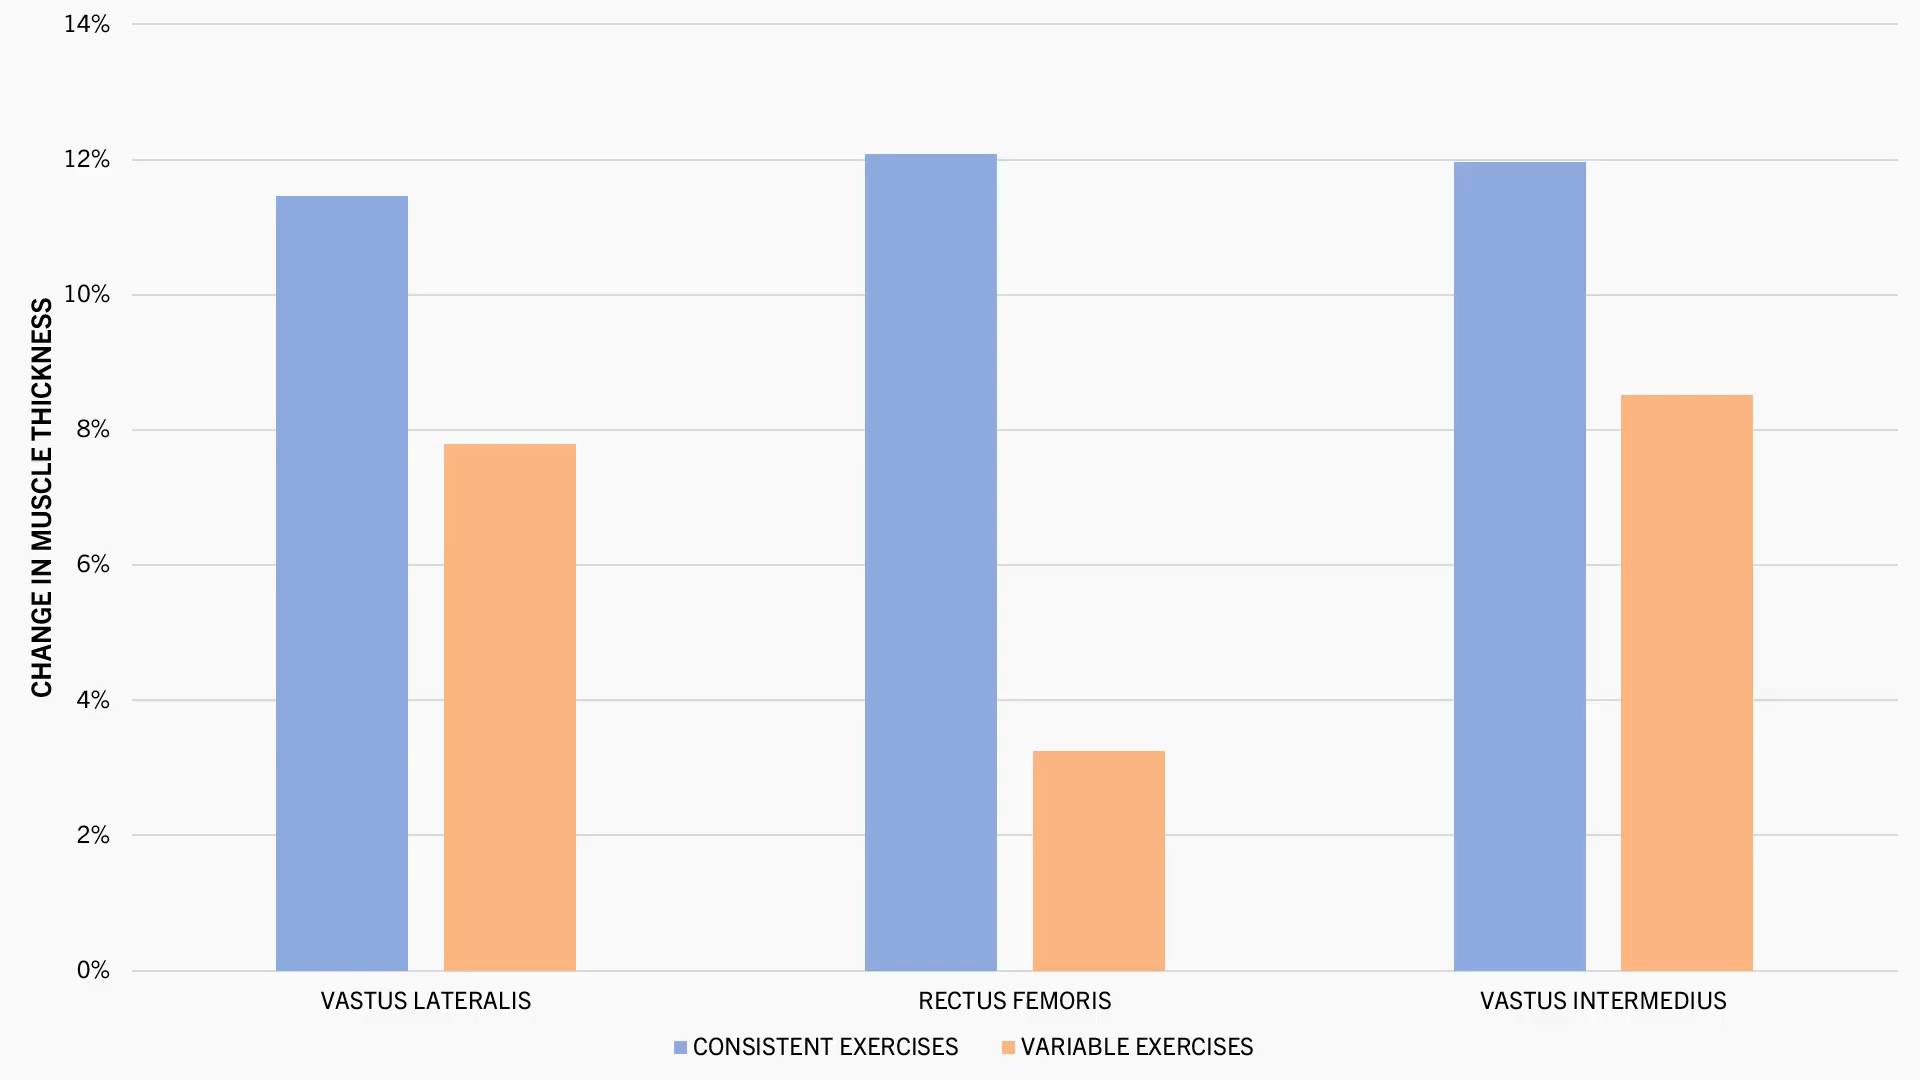 14%
12%
10%
8%
6%
4%
2%
0%
CHANGE IN MUSCLE THICKNESS
VASTUS LATERALIS
RECTUS FEMORIS
VASTUS INTERMEDIUS
CONSISTENT EXERCISES
VARIABLE EXERCISES